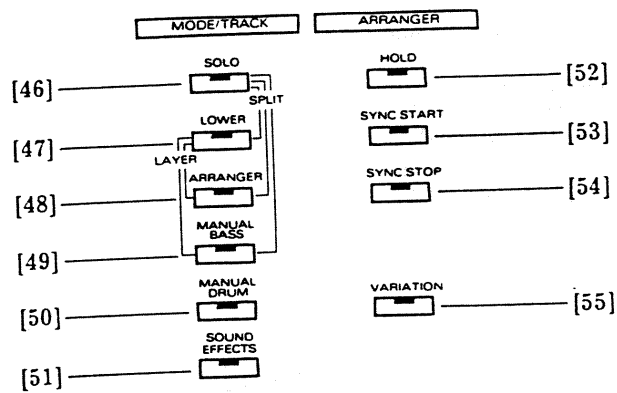 MODE/TRACK
ARRANGER
SOLO
[46]
SPLIT
LOWER
[47]
LAYER
ARRANGER
[48]
MANUAL
BASS
[49]
MANUAL
DRUM
[50]
SOUND
EFFECTS
[51]
HOLD
[52]
SYNC START
[53]
SYNC STOP
[54]
VARIATION
[55]